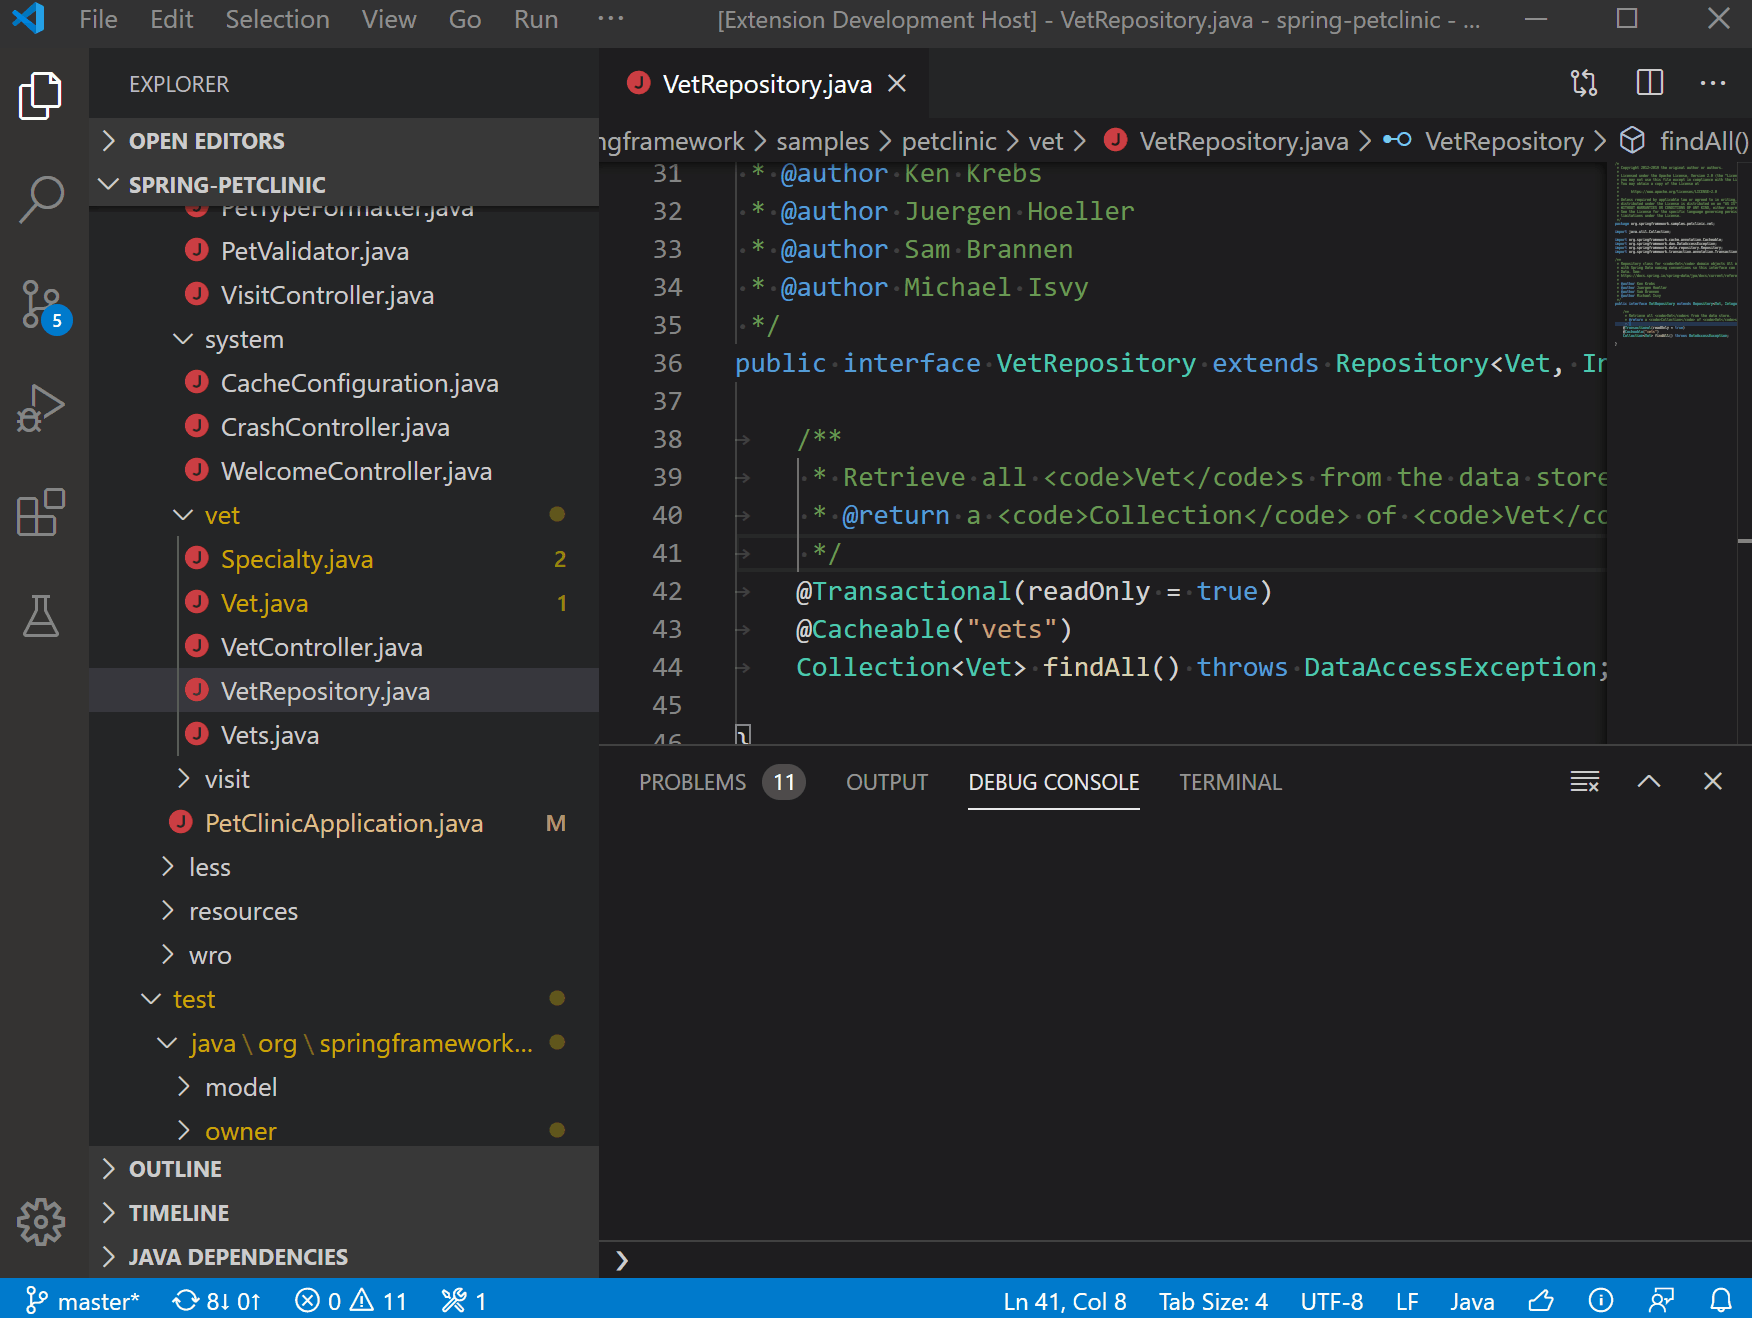 File Edit Selection View Go Run ··· [Extension Development Host] - VetRepository.java - spring-petclinic - ...
EXPLORER
OPEN EDITORS
SPRING-PETCLINIC
PetTypeFormatter.java
PetValidator.java
VisitController.java
system
CacheConfiguration.java
CrashController.java
WelcomeController.java
vet
Specialty.java 2
Vet.java 1
VetController.java
VetRepository.java
Vets.java
visit
PetClinicApplication.java M
less
resources
wro
test
java \ org \ springframework...
model
owner
OUTLINE
TIMELINE
JAVA DEPENDENCIES
5
VetRepository.java
ngframework > samples > petclinic > vet > VetRepository.java > VetRepository > findAll()
31 * @author Ken Krebs
32 * @author Juergen Hoeller
33 * @author Sam Brannen
34 * @author Michael Isvy
35 */
36 public interface VetRepository extends Repository<Vet, In
37
38 /**
39 * Retrieve all <code>Vet</code>s from the data store
40 * @return a <code>Collection</code> of <code>Vet</co
41 */
42 @Transactional(readOnly = true)
43 @Cacheable("vets")
44 Collection<Vet> findAll() throws DataAccessException;
45
46 }
PROBLEMS 11 OUTPUT DEBUG CONSOLE TERMINAL
master* 8↓ 0↑ 0 11 1 Ln 41, Col 8 Tab Size: 4 UTF-8 LF Java